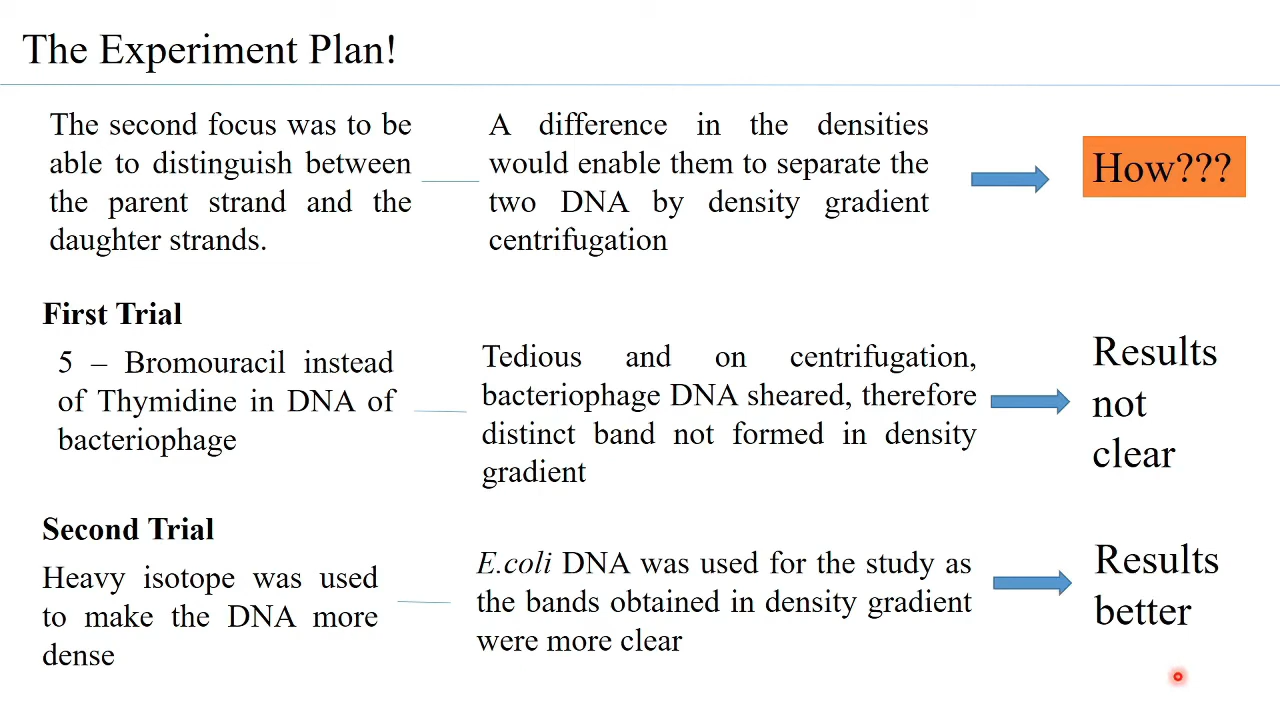 The Experiment Plan!
The second focus was to be
able to distinguish between
the parent strand and the
daughter strands.
A difference in the densities
would enable them to separate the
two DNA by density gradient
centrifugation
How???
First Trial
5 – Bromouracil instead
of Thymidine in DNA of
bacteriophage
Tedious and on centrifugation,
bacteriophage DNA sheared, therefore
distinct band not formed in density
gradient
Results
not
clear
Second Trial
Heavy isotope was used
to make the DNA more
dense
E.coli DNA was used for the study as
the bands obtained in density gradient
were more clear
Results
better